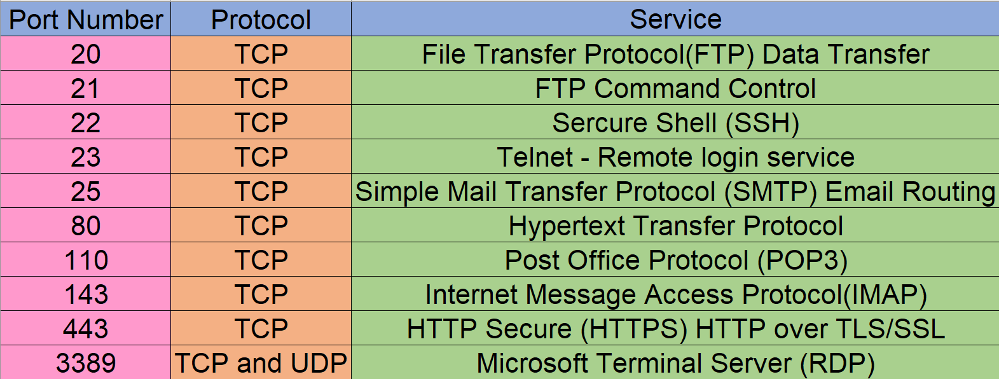 Port Number Protocol Service
20 TCP File Transfer Protocol(FTP) Data Transfer
21 TCP FTP Command Control
22 TCP Sercure Shell (SSH)
23 TCP Telnet - Remote login service
25 TCP Simple Mail Transfer Protocol (SMTP) Email Routing
80 TCP Hypertext Transfer Protocol
110 TCP Post Office Protocol (POP3)
143 TCP Internet Message Access Protocol(IMAP)
443 TCP HTTP Secure (HTTPS) HTTP over TLS/SSL
3389 TCP and UDP Microsoft Terminal Server (RDP)